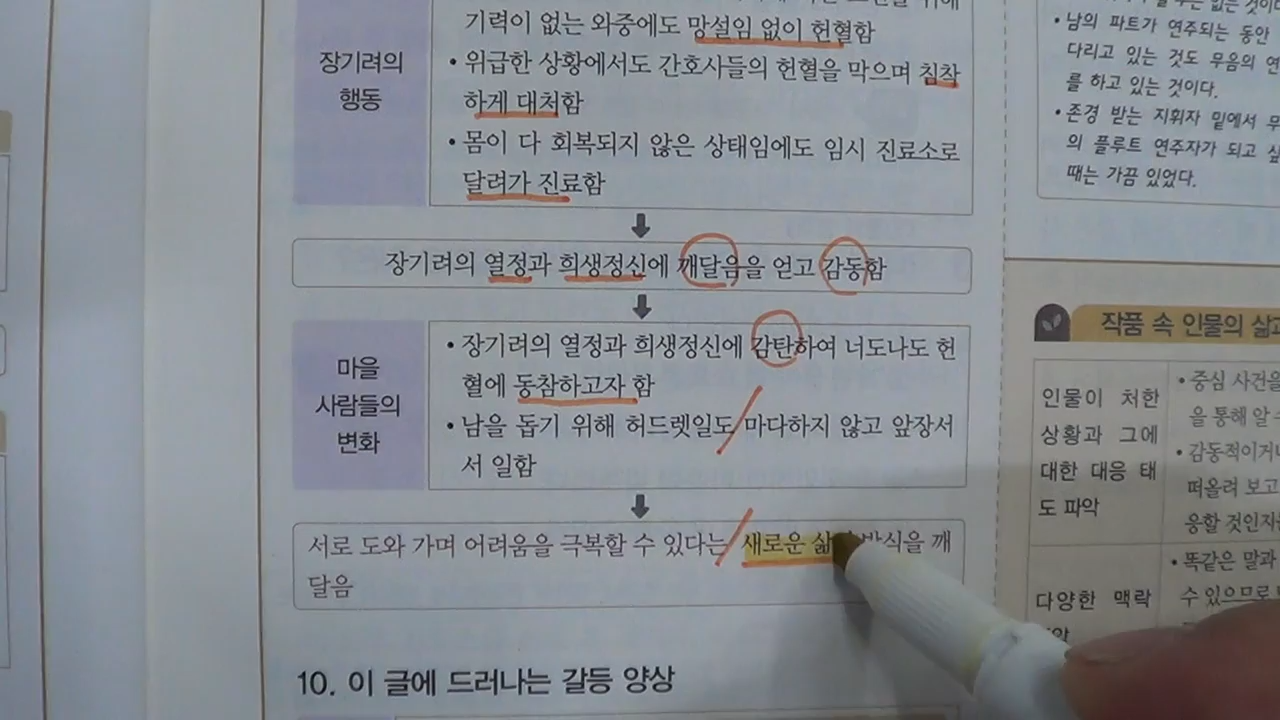 기력이 없는 와중에도 망설임 없이 헌혈함
장기려의
행동
• 위급한 상황에서도 간호사들의 헌혈을 막으며 침착
하게 대처함
• 몸이 다 회복되지 않은 상태임에도 임시 진료소로
달려가 진료함
장기려의 열정과 희생정신에 깨달음을 얻고 감동함
마을
사람들의
변화
• 장기려의 열정과 희생정신에 감탄하여 너도나도 헌
혈에 동참하고자 함
• 남을 돕기 위해 허드렛일도 마다하지 않고 앞장서
서 일함
서로 도와 가며 어려움을 극복할 수 있다는 새로운 삶의 방식을 깨
달음
10. 이 글에 드러나는 갈등 양상
• 남의 파트가 연주되는 동안
다리고 있는 것도 무음의 연
를 하고 있는 것이다.
• 존경 받는 지휘자 밑에서 무
의 플루트 연주자가 되고 싶
때는 가끔 있었다.
작품 속 인물의 삶
인물이 처한
상황과 그에
대한 대응 태
도 파악
• 중심 사건을
을 통해 알
• 감동적이거나
떠올려 보고
응할 것인지
다양한 맥락
• 똑같은 말과
수 있으므로